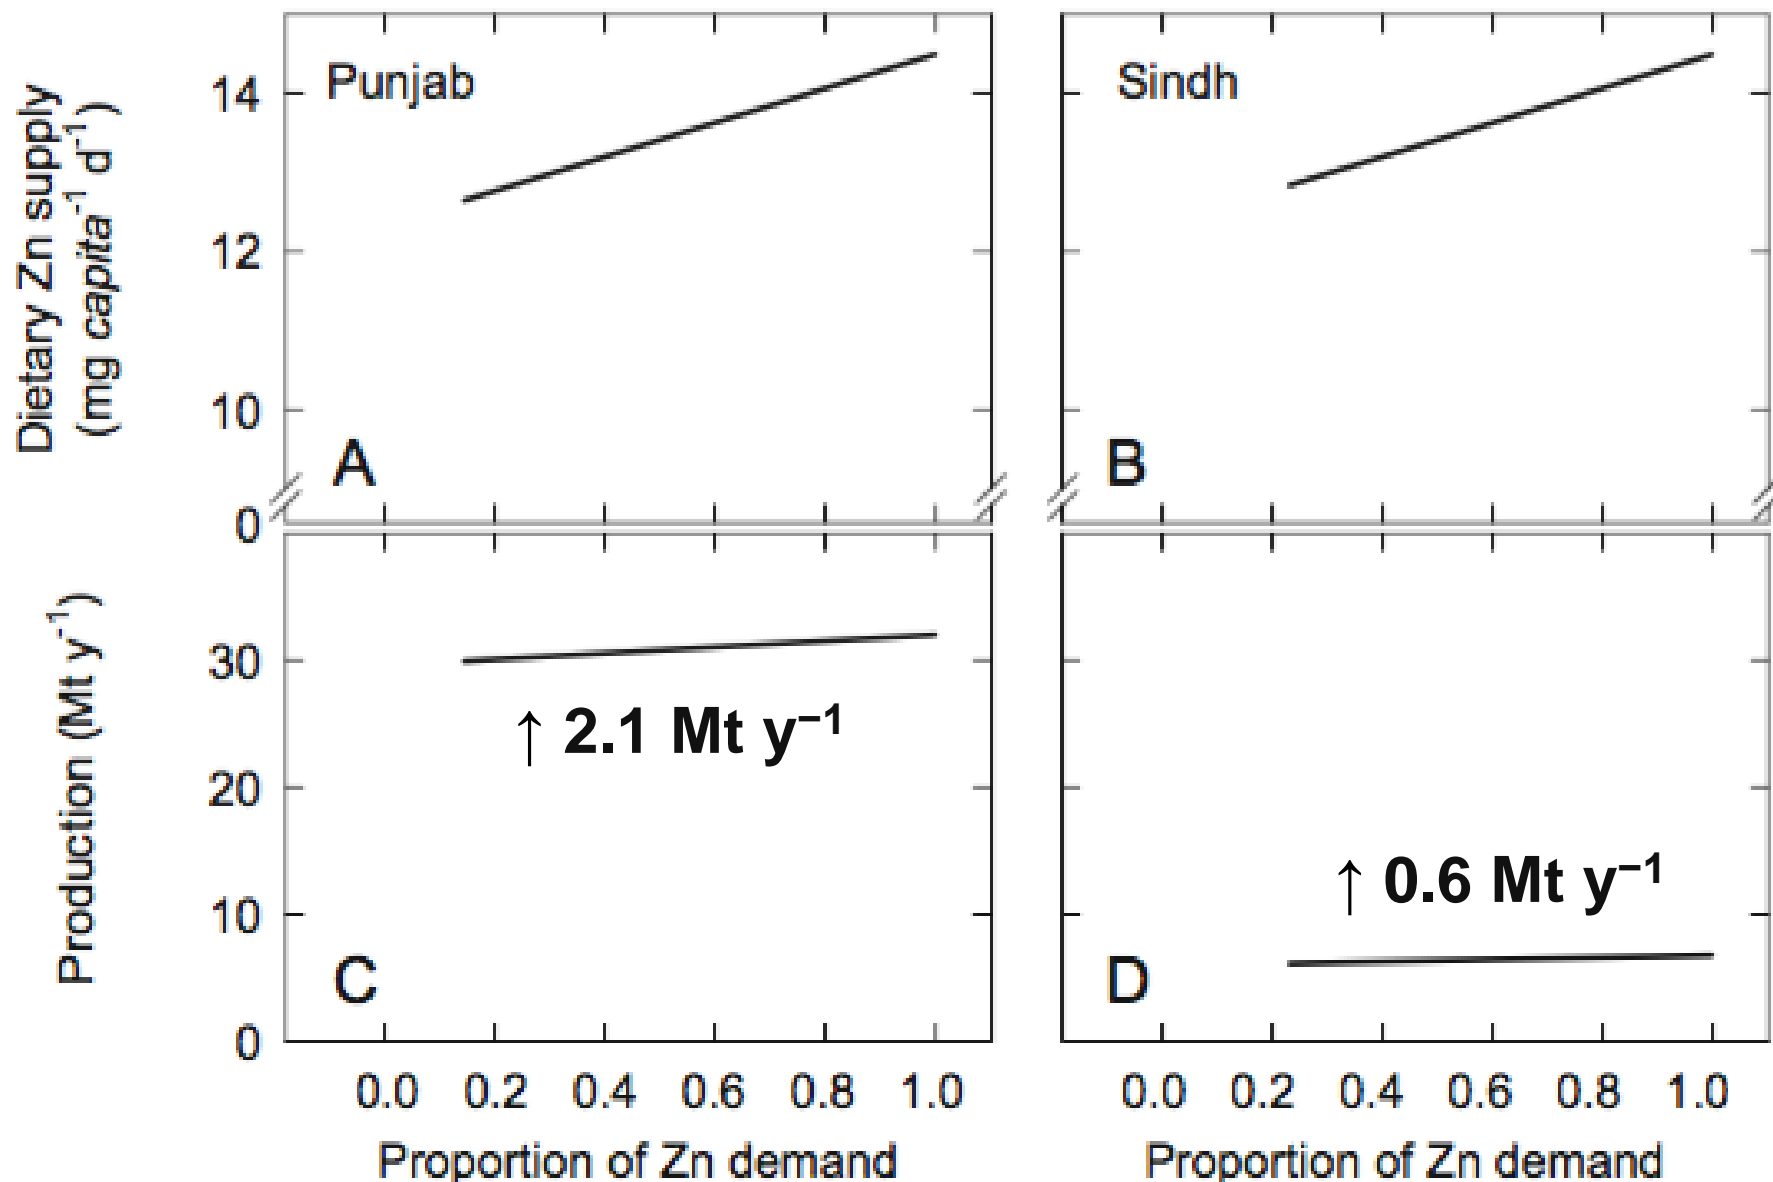 Dietary Zn supply
(mg capita⁻¹ d⁻¹)
14
12
10
0
Punjab
A
Sindh
B
Production (Mt y⁻¹)
30
20
10
0
↑ 2.1 Mt y⁻¹
C
↑ 0.6 Mt y⁻¹
D
0.0 0.2 0.4 0.6 0.8 1.0
0.0 0.2 0.4 0.6 0.8 1.0
Proportion of Zn demand
Proportion of Zn demand